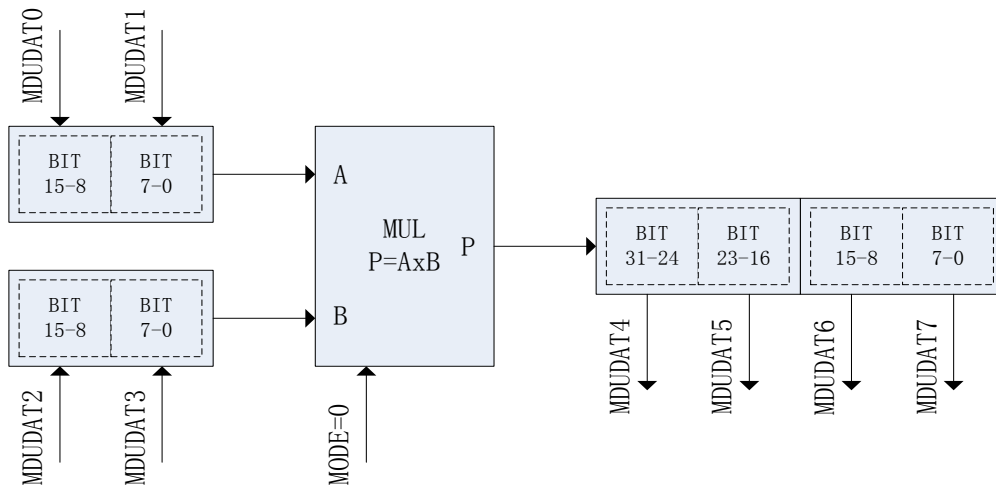 MDUDAT0
MDUDAT1
BIT
15-8
BIT
7-0
A
MUL
P=AxB
P
B
BIT
31-24
BIT
23-16
BIT
15-8
BIT
7-0
BIT
15-8
BIT
7-0
MDUDAT2
MDUDAT3
MODE=0
MDUDAT4
MDUDAT5
MDUDAT6
MDUDAT7